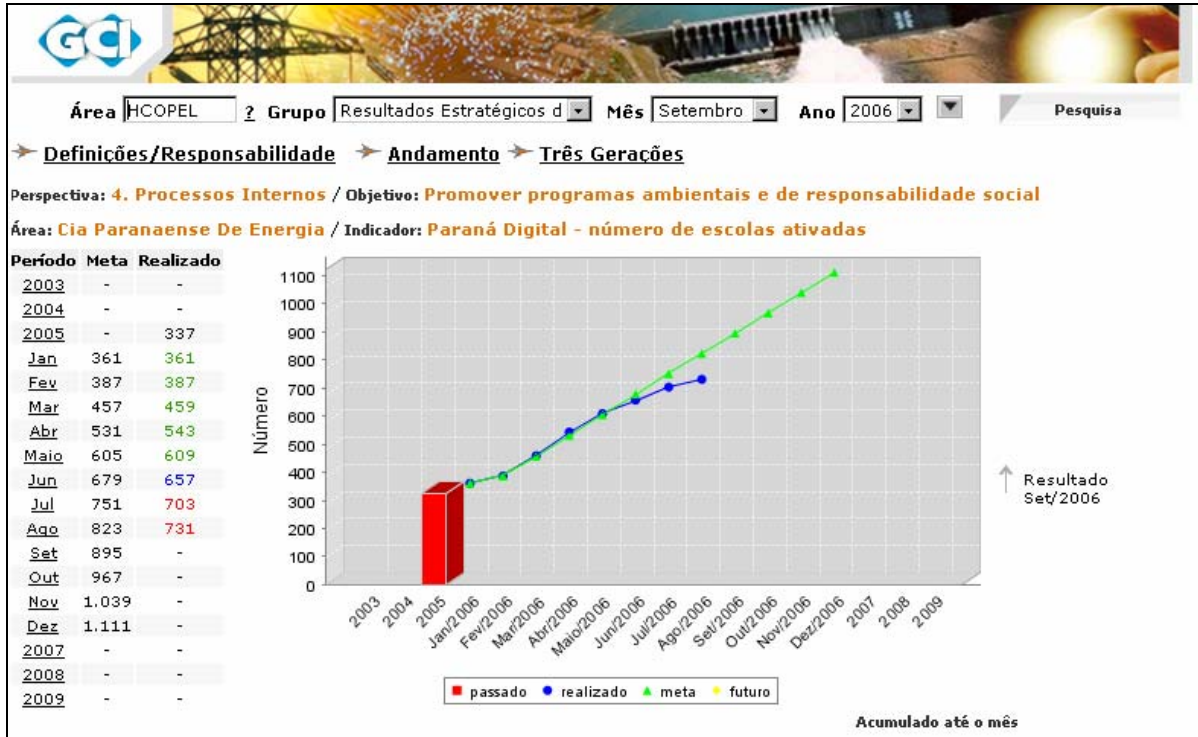 GCI
Área HCOPEL ? Grupo Resultados Estratégicos d Mês Setembro Ano 2006 Pesquisa
Definições/Responsabilidade Andamento Três Gerações
Perspectiva: 4. Processos Internos / Objetivo: Promover programas ambientais e de responsabilidade social
Área: Cia Paranaense De Energia / Indicador: Paraná Digital - número de escolas ativadas
Período Meta Realizado
2003 - -
2004 - -
2005 - 337
Jan 361 361
Fev 387 387
Mar 457 459
Abr 531 543
Maio 605 609
Jun 679 657
Jul 751 703
Ago 823 731
Set 895 -
Out 967 -
Nov 1.039 -
Dez 1.111 -
2007 - -
2008 - -
2009 - -
Número
1100
1000
900
800
700
600
500
400
300
200
100
0
2003 2004 2005 Jan/2006 Fev/2006 Mar/2006 Abr/2006 Maio/2006 Jun/2006 Jul/2006 Ago/2006 Set/2006 Out/2006 Nov/2006 Dez/2006 2007 2008 2009
passado realizado meta futuro
Resultado
Set/2006
Acumulado até o mês